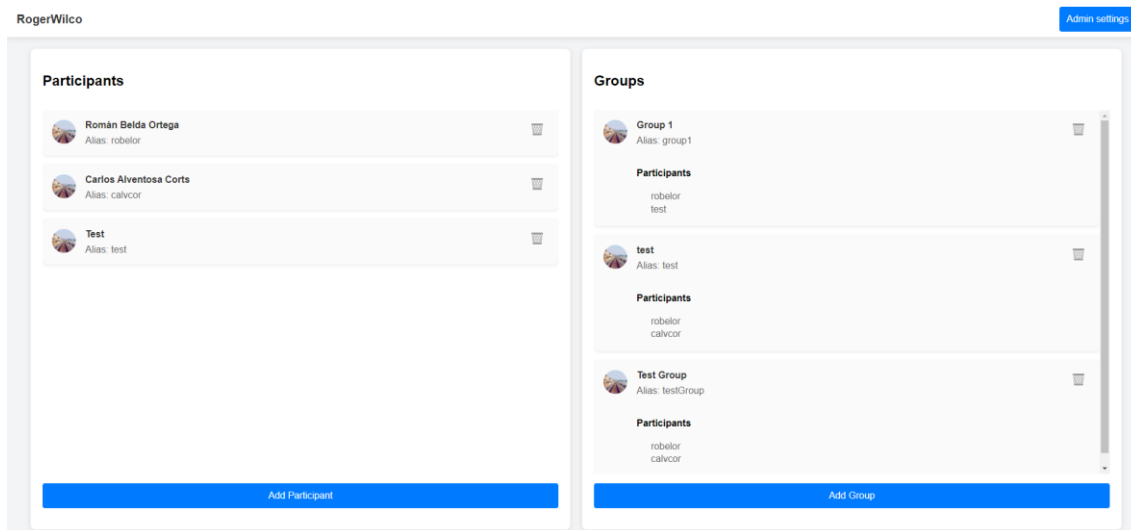 RogerWilco
Admin settings
Participants
Román Belda Ortega
Alias: robelor
Carlos Alventosa Corts
Alias: calvcor
Test
Alias: test
Add Participant
Groups
Group 1
Alias: group1
Participants
robelor
test
test
Alias: test
Participants
robelor
calvcor
Test Group
Alias: testGroup
Participants
robelor
calvcor
Add Group